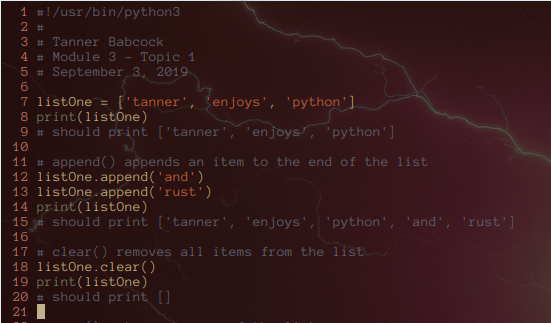 1 #!/usr/bin/python3
2 #
3 # Tanner Babcock
4 # Module 3 - Topic 1
5 # September 3, 2019
6
7 listOne = ['tanner', 'enjoys', 'python']
8 print(listOne)
9 # should print ['tanner', 'enjoys', 'python']
10
11 # append() appends an item to the end of the list
12 listOne.append('and')
13 listOne.append('rust')
14 print(listOne)
15 # should print ['tanner', 'enjoys', 'python', 'and', 'rust']
16
17 # clear() removes all items from the list
18 listOne.clear()
19 print(listOne)
20 # should print []
21